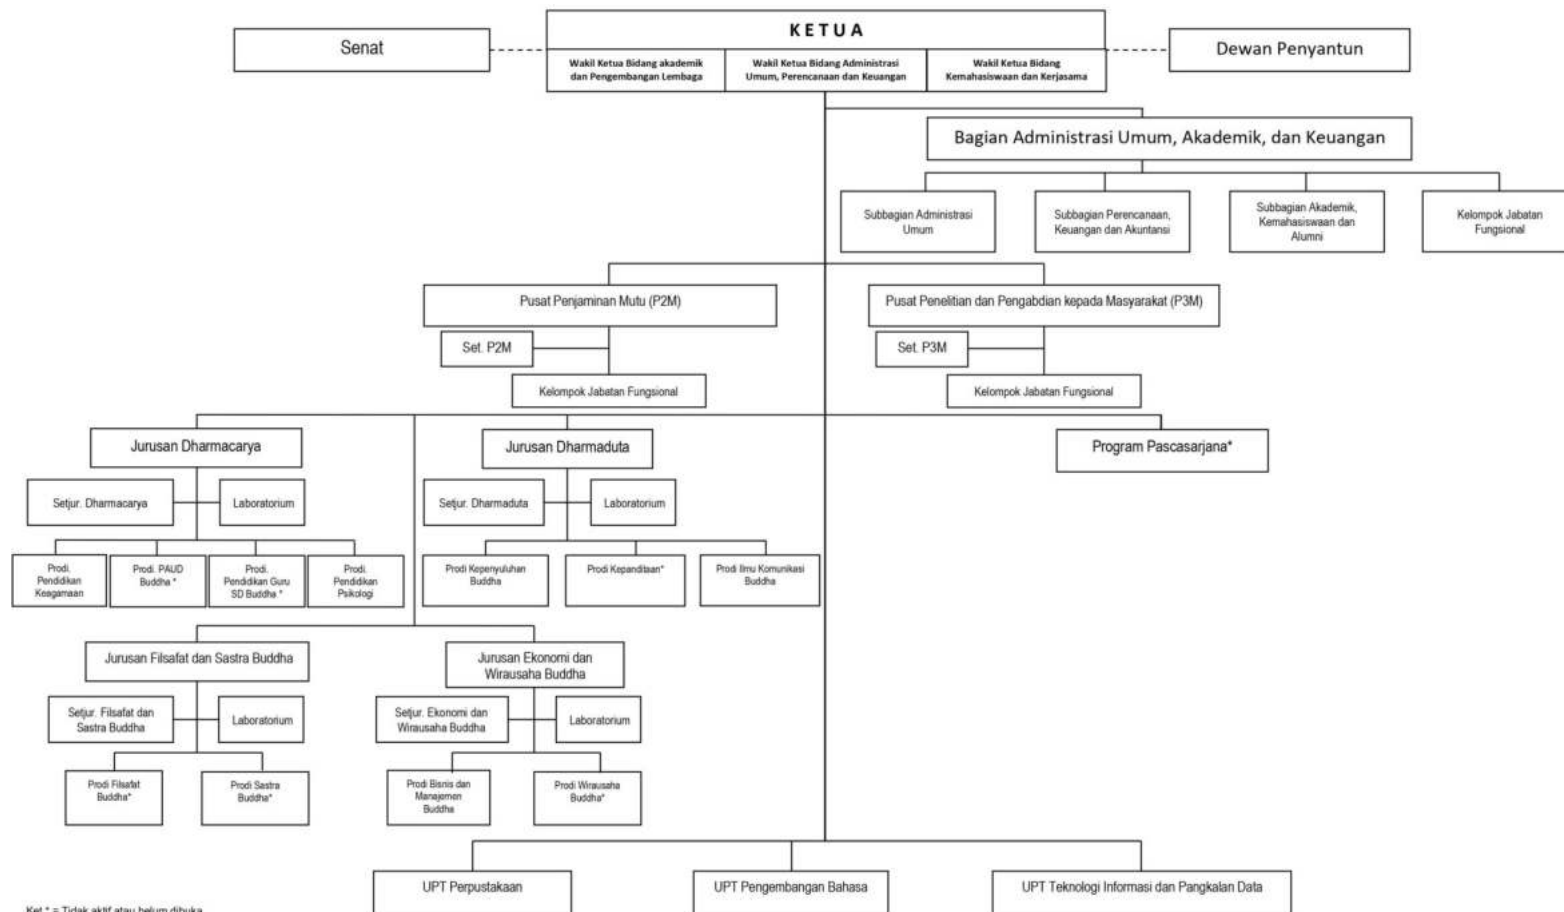 KETUA
Senat
Dewan Penyantun
Wakil Ketua Bidang akademik
dan Pengembangan Lembaga
Wakil Ketua Bidang Administrasi
Umum, Perencanaan dan Keuangan
Wakil Ketua Bidang
Kemahasiswaan dan Kerjasama
Bagian Administrasi Umum, Akademik, dan Keuangan
Subbagian Administrasi
Umum
Subbagian Perencanaan,
Keuangan dan Akuntansi
Subbagian Akademik,
Kemahasiswaan dan
Alumni
Kelompok Jabatan
Fungsional
Pusat Penjaminan Mutu (P2M)
Pusat Penelitian dan Pengabdian kepada Masyarakat (P3M)
Set. P2M
Set. P3M
Kelompok Jabatan Fungsional
Kelompok Jabatan Fungsional
Jurusan Dharmacarya
Jurusan Dharmaduta
Program Pascasarjana*
Setjur. Dharmacarya
Laboratorium
Setjur. Dharmaduta
Laboratorium
Prodi.
Pendidikan
Keagamaan
Prodi. PAUD
Buddha *
Prodi.
Pendidikan Guru
SD Buddha *
Prodi.
Pendidikan
Psikologi
Prodi Kepenyuluhan
Buddha
Prodi Kepanditaan*
Prodi Ilmu Komunikasi
Buddha
Jurusan Filsafat dan Sastra Buddha
Jurusan Ekonomi dan
Wirausaha Buddha
Setjur. Filsafat dan
Sastra Buddha
Laboratorium
Setjur. Ekonomi dan
Wirausaha Buddha
Laboratorium
Prodi Filsafat
Buddha*
Prodi Sastra
Buddha*
Prodi Bisnis dan
Manajemen
Buddha
Prodi Wirausaha
Buddha*
UPT Perpustakaan
UPT Pengembangan Bahasa
UPT Teknologi Informasi dan Pangkalan Data
Ket * = Tidak aktif atau belum dibuka